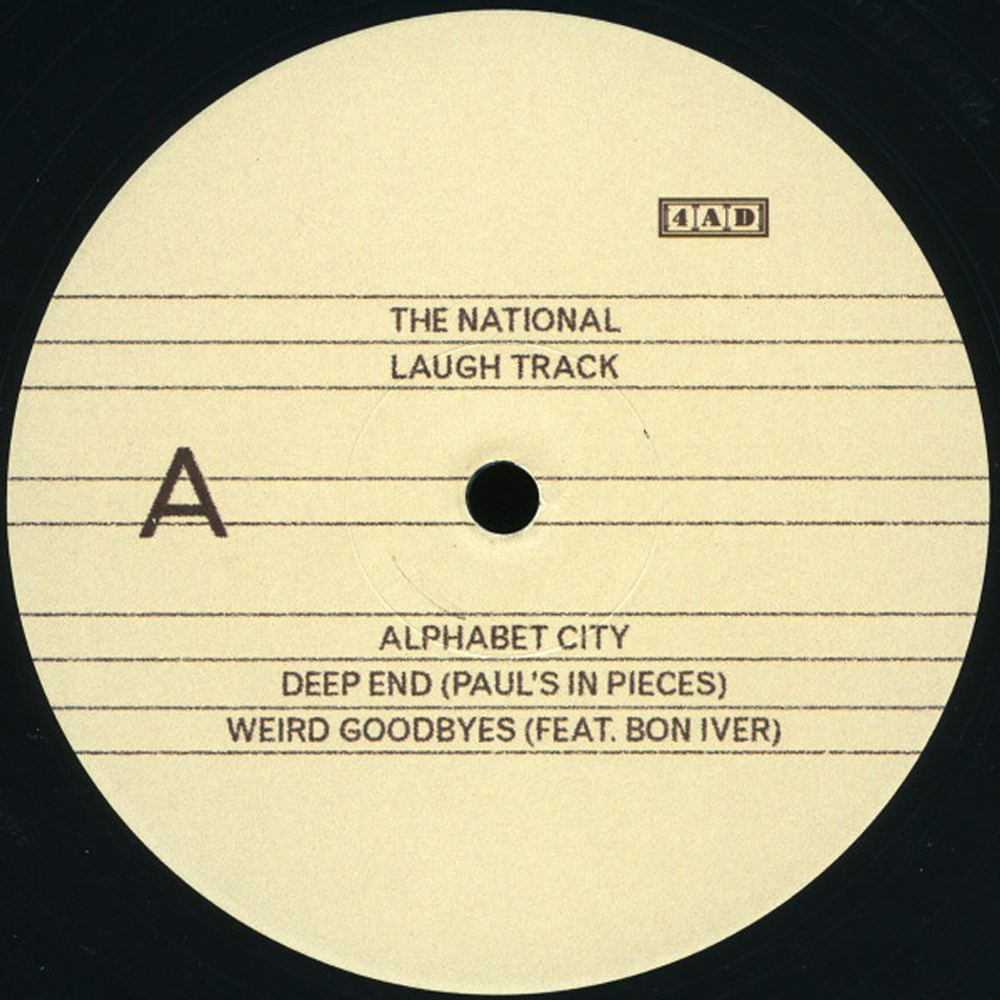 4AD
THE NATIONAL
LAUGH TRACK
A
ALPHABET CITY
DEEP END (PAUL'S IN PIECES)
WEIRD GOODBYES (FEAT. BON IVER)